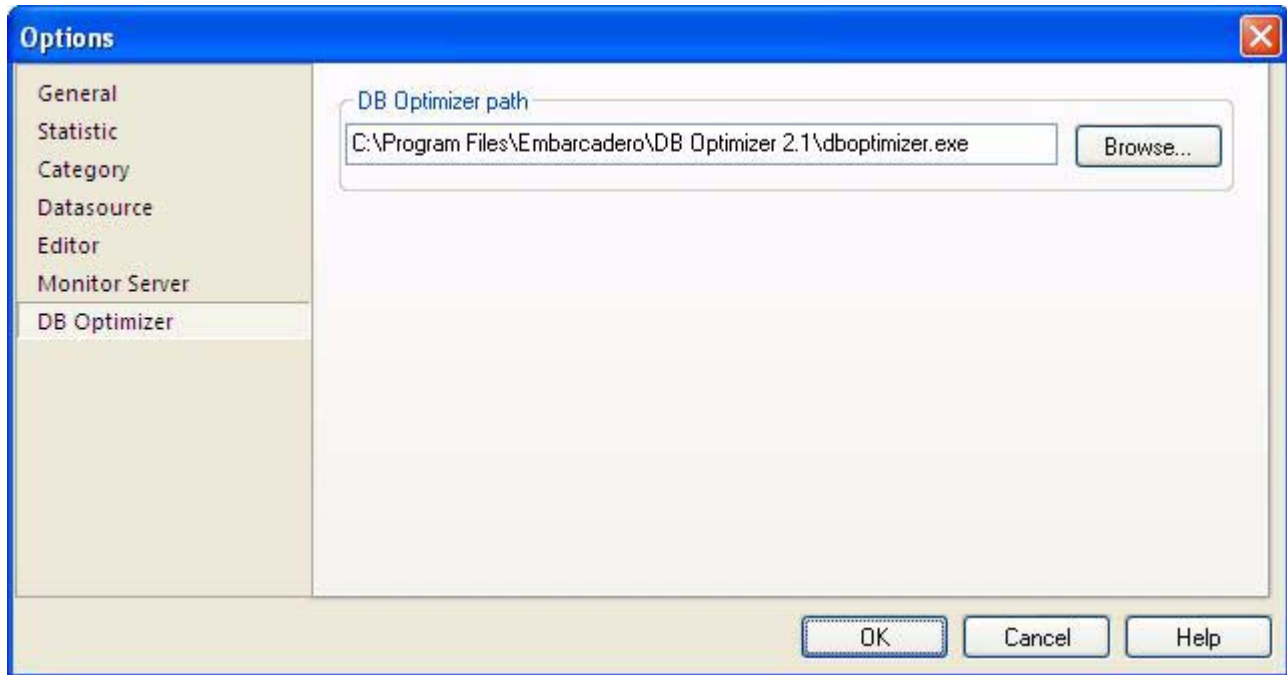 Options
General
Statistic
Category
Datasource
Editor
Monitor Server
DB Optimizer
DB Optimizer path
C:\Program Files\Embarcadero\DB Optimizer 2.1\dboptimizer.exe
Browse...
OK
Cancel
Help